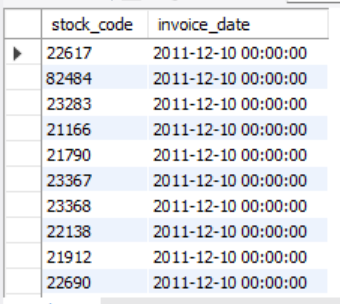 stock_code invoice_date
22617 2011-12-10 00:00:00
82484 2011-12-10 00:00:00
23283 2011-12-10 00:00:00
21166 2011-12-10 00:00:00
21790 2011-12-10 00:00:00
23367 2011-12-10 00:00:00
23368 2011-12-10 00:00:00
22138 2011-12-10 00:00:00
21912 2011-12-10 00:00:00
22690 2011-12-10 00:00:00